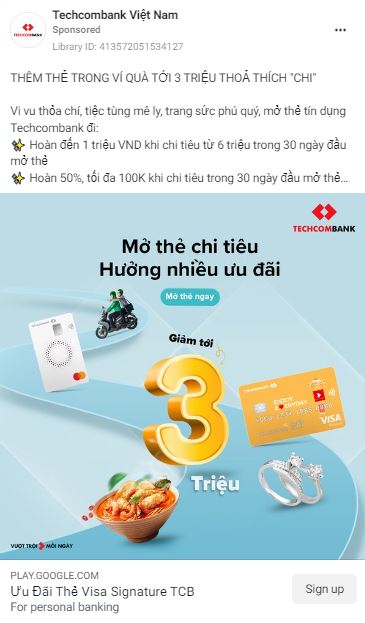 Techcombank Việt Nam
Sponsored
Library ID: 413572051534127
THÊM THẺ TRONG VÍ QUÀ TỚI 3 TRIỆU THOẢ THÍCH "CHI"
Vi vu thỏa chí, tiệc tùng mê ly, trang sức phú quý, mở thẻ tín dụng
Techcombank đi:
✨ Hoàn đến 1 triệu VND khi chi tiêu từ 6 triệu trong 30 ngày đầu
mở thẻ
✨ Hoàn 50%, tối đa 100K khi chi tiêu trong 30 ngày đầu mở thẻ...
TECHCOMBANK
Mở thẻ chi tiêu
Hưởng nhiều ưu đãi
Mở thẻ ngay
Giảm tới
3
Triệu
TECHCOMBANK
ENJOY
EVERYDAY
VISA
VƯỢT TRỘI MỖI NGÀY
PLAY.GOOGLE.COM
Ưu Đãi Thẻ Visa Signature TCB
For personal banking
Sign up